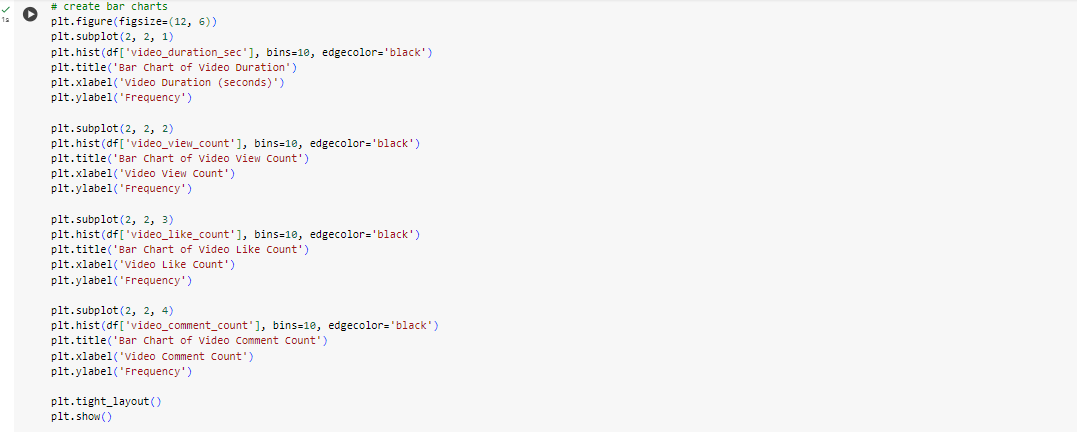 # create bar charts
1s
plt.figure(figsize=(12, 6))
plt.subplot(2, 2, 1)
plt.hist(df['video_duration_sec'], bins=10, edgecolor='black')
plt.title('Bar Chart of Video Duration')
plt.xlabel('Video Duration (seconds)')
plt.ylabel('Frequency')

plt.subplot(2, 2, 2)
plt.hist(df['video_view_count'], bins=10, edgecolor='black')
plt.title('Bar Chart of Video View Count')
plt.xlabel('Video View Count')
plt.ylabel('Frequency')

plt.subplot(2, 2, 3)
plt.hist(df['video_like_count'], bins=10, edgecolor='black')
plt.title('Bar Chart of Video Like Count')
plt.xlabel('Video Like Count')
plt.ylabel('Frequency')

plt.subplot(2, 2, 4)
plt.hist(df['video_comment_count'], bins=10, edgecolor='black')
plt.title('Bar Chart of Video Comment Count')
plt.xlabel('Video Comment Count')
plt.ylabel('Frequency')

plt.tight_layout()
plt.show()